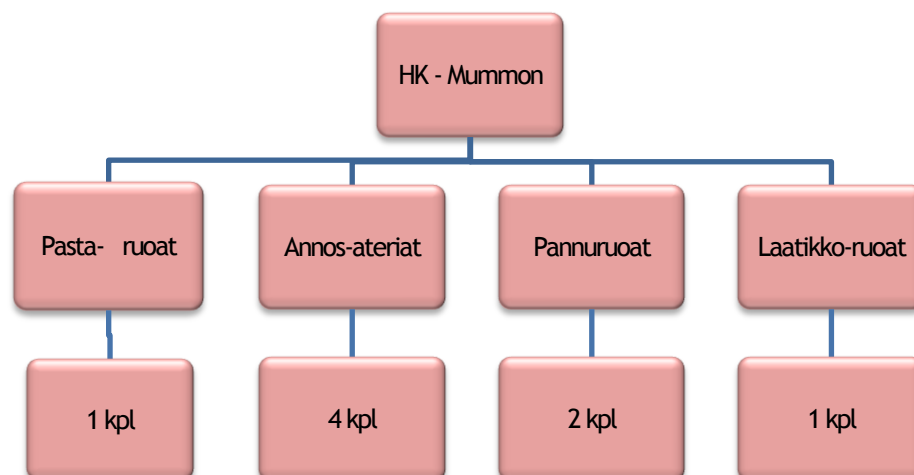 HK - Mummon
Pasta- ruoat
Annos-ateriat
Pannuruoat
Laatikko-ruoat
1 kpl
4 kpl
2 kpl
1 kpl